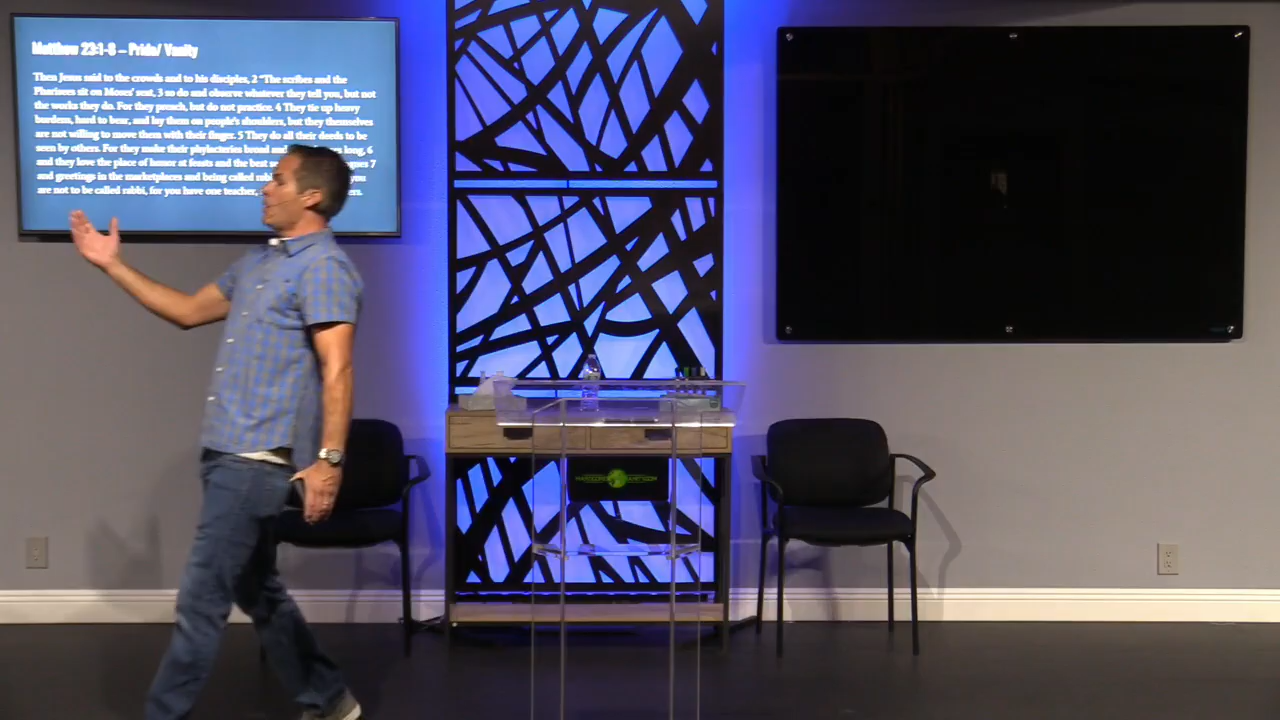 Matthew 23:1-8 – Pride/ Vanity
Then Jesus said to the crowds and to his disciples, 2 "The scribes and the
Pharisees sit on Moses' seat, 3 so do and observe whatever they tell you, but not
the works they do. For they preach, but do not practice. 4 They tie up heavy
burdens, hard to bear, and lay them on people's shoulders, but they themselves
are not willing to move them with their finger. 5 They do all their deeds to be
seen by others. For they make their phylacteries broad and long, 6
and they love the place of honor at feasts and the best 7
and greetings in the marketplaces and being called you
are not to be called rabbi, for you have one teacher,